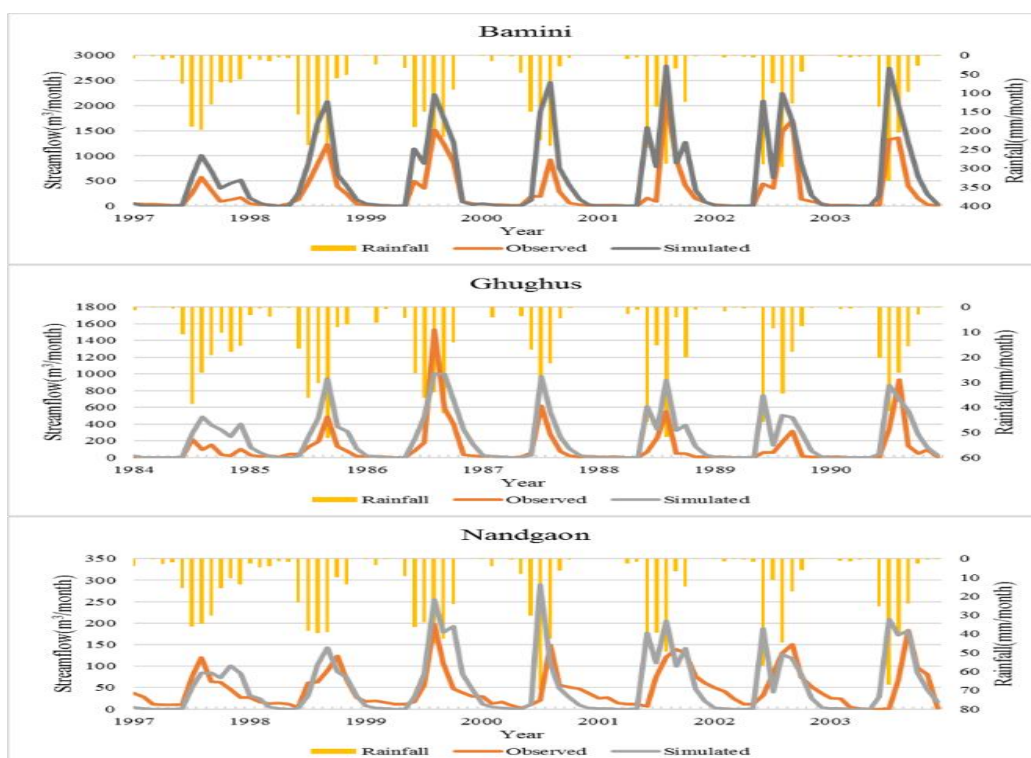 Bamini
3000 0
2500 50
2000 100
1500 150
200
1000 250
300
500 350
0 400
Streamflow(m³/month)
Rainfall(mm/month)
1997 1998 1999 2000 2001 2002 2003
Year
Rainfall Observed Simulated
Ghughus
1800 0
1600
1400 10
1200 20
1000 30
800
600 40
400 50
200
0 60
Streamflow(m³/month)
Rainfall(mm/month)
1984 1985 1986 1987 1988 1989 1990
Year
Rainfall Observed Simulated
Nandgaon
350 0
300 10
250 20
200 30
40
150 50
100 60
50 70
0 80
Streamflow(m³/month)
Rainfall(mm/month)
1997 1998 1999 2000 2001 2002 2003
Year
Rainfall Observed Simulated